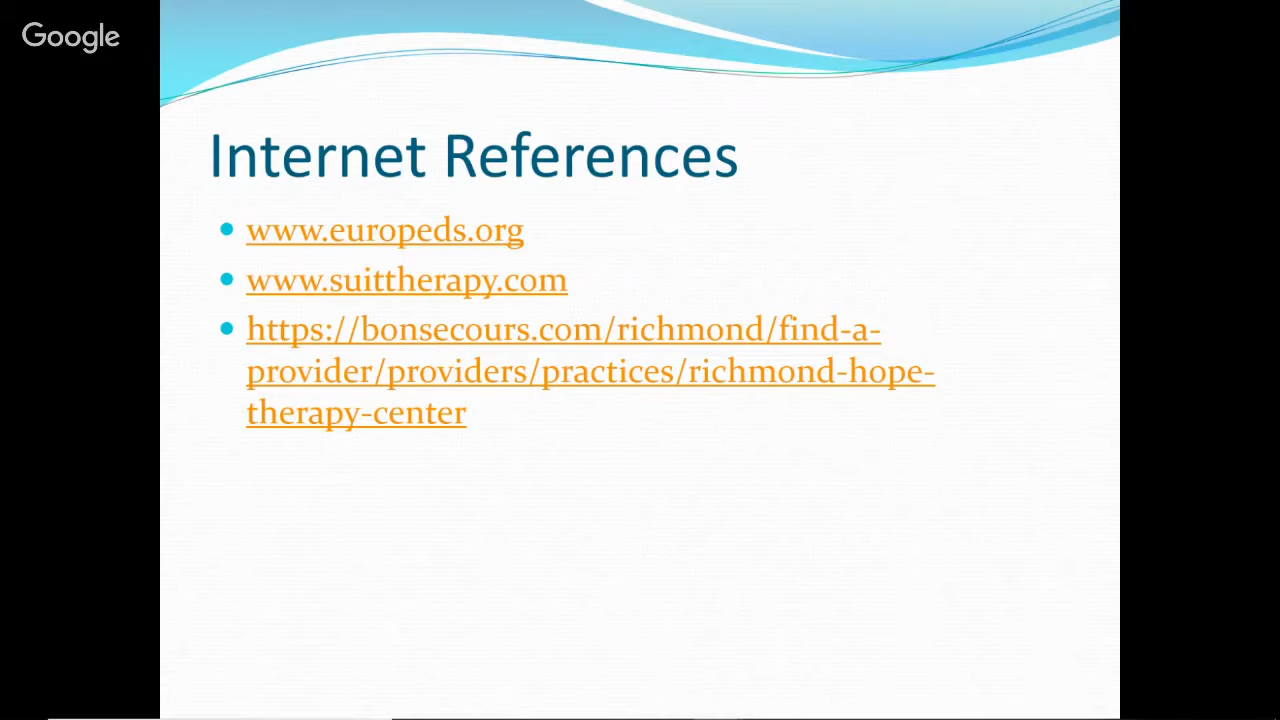 Google
Internet References
www.europeds.org
www.suittherapy.com
https://bonsecours.com/richmond/find-a-
provider/providers/practices/richmond-hope-
therapy-center